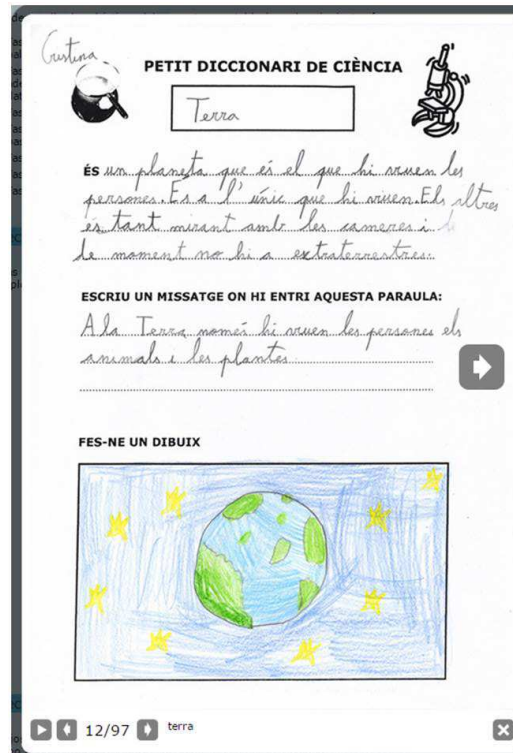 Cristina
PETIT DICCIONARI DE CIÈNCIA
Terra
ÉS un planeta que és el que hi viuen les
persones. És a l'únic que hi viuen. Els altres
és tant mirant amb les cameres i de
de moment no hi a extraterrestres.
ESCRIU UN MISSATGE ON HI ENTRI AQUESTA PARAULA:
A la Terra només hi viuen les persones els
animals i les plantes.
FES-NE UN DIBUIX
12/97
terra